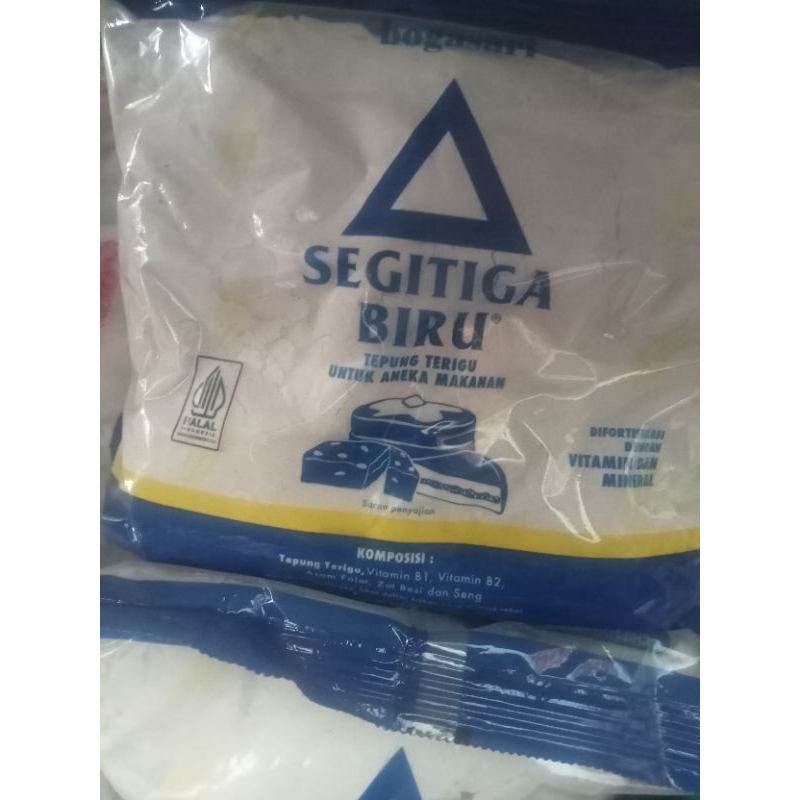 Bogasari
SEGITIGA
BIRU®
TEPUNG TERIGU
UNTUK ANEKA MAKANAN
HALAL
INDONESIA
DIFORTIFIKASI
DENGAN
VITAMIN DAN
MINERAL
Saran penyajian
KOMPOSISI :
Tepung Terigu, Vitamin B1, Vitamin B2,
Asam Folat, Zat Besi dan Seng